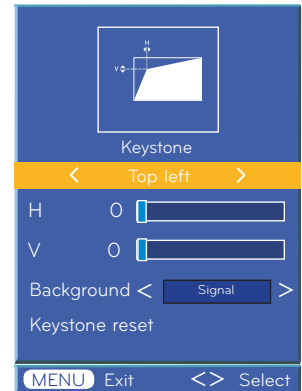 H
V
Keystone
< Top left >
H 0
V 0
Background < Signal >
Keystone reset
MENU Exit <> Select